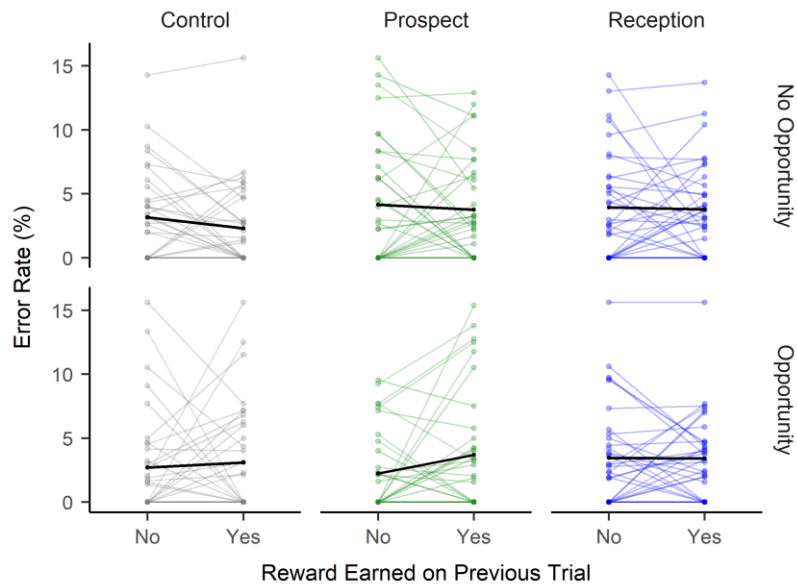 Control Prospect Reception
Error Rate (%)
15
10
5
0
No Opportunity
15
10
5
0
Opportunity
No Yes No Yes No Yes
Reward Earned on Previous Trial